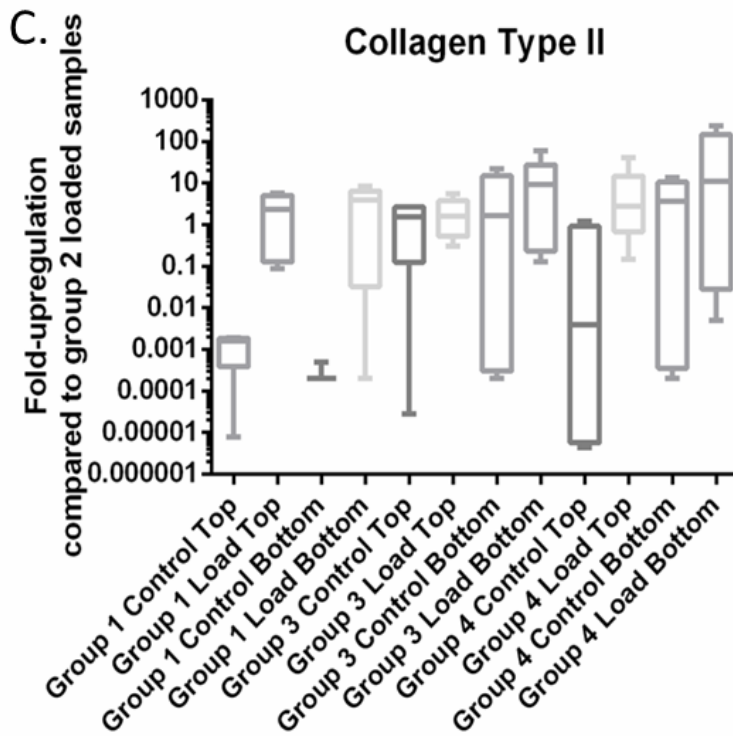 C.
Collagen Type II
Fold-upregulation
compared to group 2 loaded samples
1000
100
10
1
0.1
0.01
0.001
0.0001
0.00001
0.000001
Group 1 Control Top
Group 1 Load Top
Group 1 Control Bottom
Group 1 Load Bottom
Group 3 Control Top
Group 3 Load Top
Group 3 Control Bottom
Group 3 Load Bottom
Group 4 Control Top
Group 4 Load Top
Group 4 Control Bottom
Group 4 Load Bottom